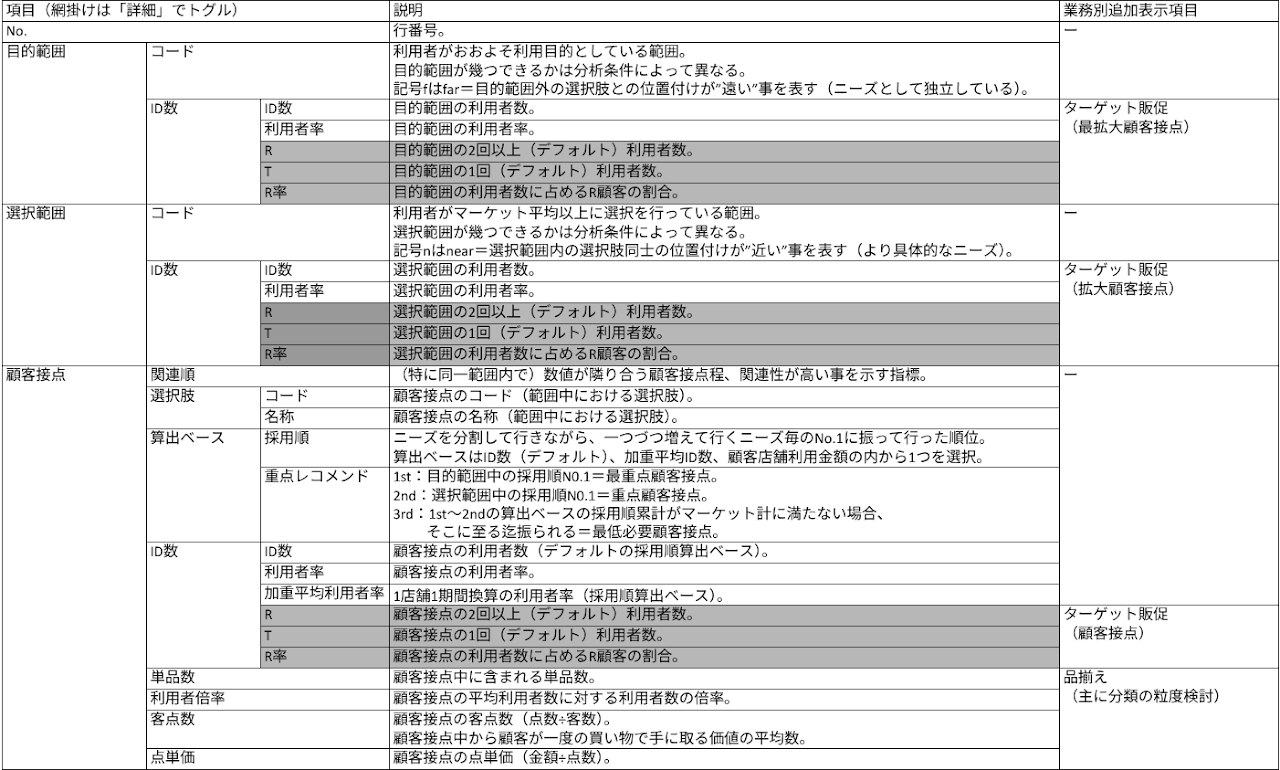 項目（網掛けは「詳細」でトグル） 説明 業務別追加表示項目
No. 行番号。 ー
目的範囲 コード 利用者がおおよそ利用目的としている範囲。
目的範囲が幾つできるかは分析条件によって異なる。
記号fはfar＝目的範囲外の選択肢との位置付けが”遠い”事を表す（ニーズとして独立している）。
ID数 ID数 目的範囲の利用者数。 ターゲット販促
利用者率 目的範囲の利用者率。 （最拡大顧客接点）
R 目的範囲の2回以上（デフォルト）利用者数。
T 目的範囲の1回（デフォルト）利用者数。
R率 目的範囲の利用者数に占めるR顧客の割合。
選択範囲 コード 利用者がマーケット平均以上に選択を行っている範囲。 ー
選択範囲が幾つできるかは分析条件によって異なる。
記号nはnear＝選択範囲内の選択肢同士の位置付けが”近い”事を表す（より具体的なニーズ）。
ID数 ID数 選択範囲の利用者数。 ターゲット販促
利用者率 選択範囲の利用者率。 （拡大顧客接点）
R 選択範囲の2回以上（デフォルト）利用者数。
T 選択範囲の1回（デフォルト）利用者数。
R率 選択範囲の利用者数に占めるR顧客の割合。
顧客接点 関連順 （特に同一範囲内で）数値が隣り合う顧客接点程、関連性が高い事を示す指標。 ー
選択肢 コード 顧客接点のコード（範囲中における選択肢）。
名称 顧客接点の名称（範囲中における選択肢）。
算出ベース 採用順 ニーズを分割して行きながら、一つづつ増えて行くニーズ毎のNo.1に振って行った順位。
算出ベースはID数（デフォルト）、加重平均ID数、顧客店舗利用金額の内から1つを選択。
重点レコメンド 1st：目的範囲中の採用順N0.1＝最重点顧客接点。
2nd：選択範囲中の採用順N0.1＝重点顧客接点。
3rd：1st～2ndの算出ベースの採用順累計がマーケット計に満たない場合、
そこに至る迄振られる＝最低必要顧客接点。
ID数 ID数 顧客接点の利用者数（デフォルトの採用順算出ベース）。
利用者率 顧客接点の利用者率。
加重平均利用者率 1店舗1期間換算の利用者率（採用順算出ベース）。
R 顧客接点の2回以上（デフォルト）利用者数。 ターゲット販促
T 顧客接点の1回（デフォルト）利用者数。 （顧客接点）
R率 顧客接点の利用者数に占めるR顧客の割合。
単品数 顧客接点中に含まれる単品数。 品揃え
利用者倍率 顧客接点の平均利用者数に対する利用者数の倍率。 （主に分類の粒度検討）
客点数 顧客接点の客点数（点数÷客数）。
顧客接点中から顧客が一度の買い物で手に取る価値の平均数。
点単価 顧客接点の点単価（金額÷点数）。